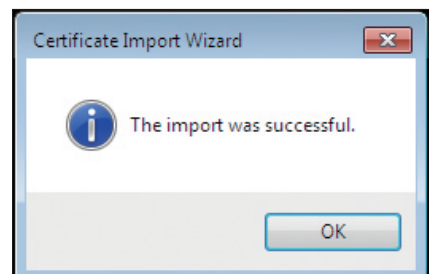 Certificate Import Wizard
The import was successful.
OK